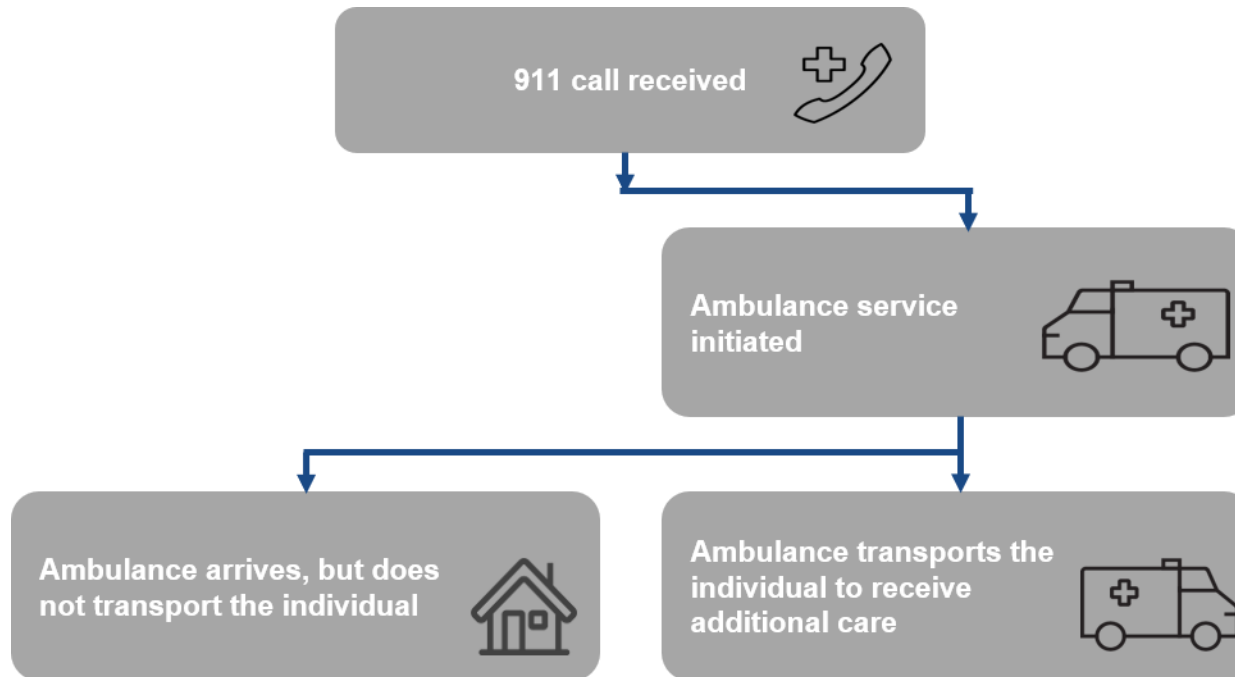 911 call received
Ambulance service
initiated
Ambulance arrives, but does
not transport the individual
Ambulance transports the
individual to receive
additional care